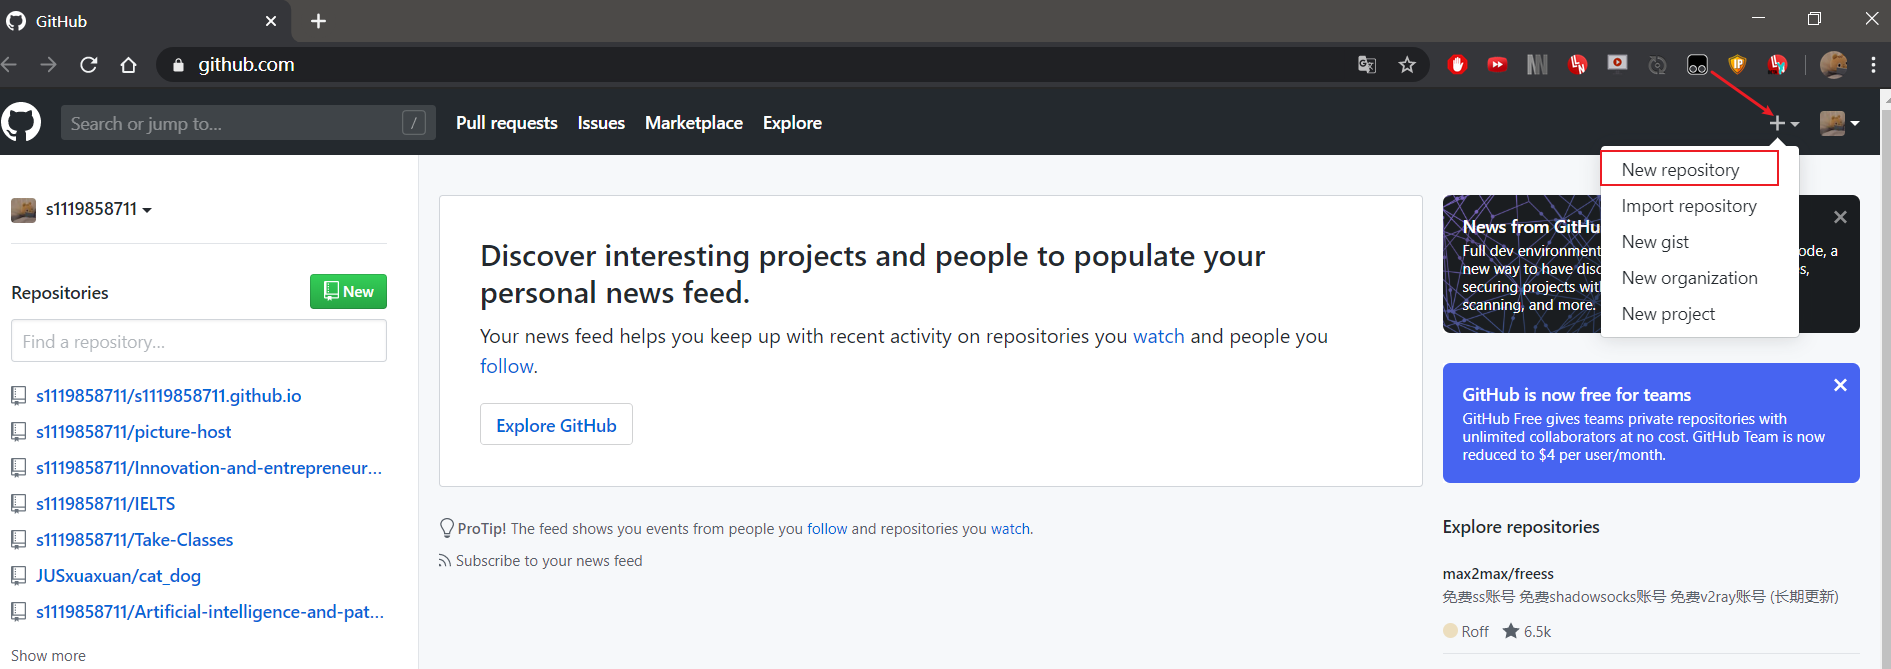 GitHub
github.com
Search or jump to...
/
Pull requests
Issues
Marketplace
Explore
New repository
Import repository
New gist
New organization
New project
s1119858711
Repositories
New
Find a repository...
s1119858711/s1119858711.github.io
s1119858711/picture-host
s1119858711/Innovation-and-entrepreneur...
s1119858711/IELTS
s1119858711/Take-Classes
JUSxuaxuan/cat_dog
s1119858711/Artificial-intelligence-and-pat...
Show more
Discover interesting projects and people to populate your
personal news feed.
Your news feed helps you keep up with recent activity on repositories you watch and people you
follow.
Explore GitHub
ProTip! The feed shows you events from people you follow and repositories you watch.
Subscribe to your news feed
News from GitHu
Full dev environment ode, a
new way to have disc s,
securing projects wit
scanning, and more.
GitHub is now free for teams
GitHub Free gives teams private repositories with
unlimited collaborators at no cost. GitHub Team is now
reduced to $4 per user/month.
Explore repositories
max2max/freess
免费ss账号 免费shadowsocks账号 免费v2ray账号 (长期更新)
Roff 6.5k